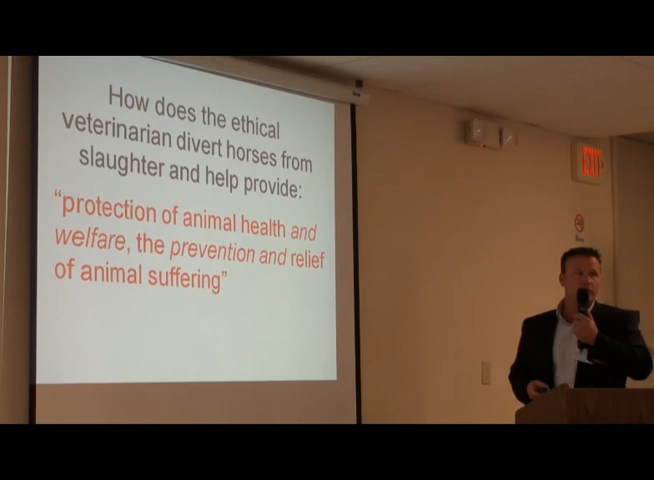 How does the ethical
veterinarian divert horses from
slaughter and help provide:
“protection of animal health and
welfare, the prevention and relief
of animal suffering”
EXIT